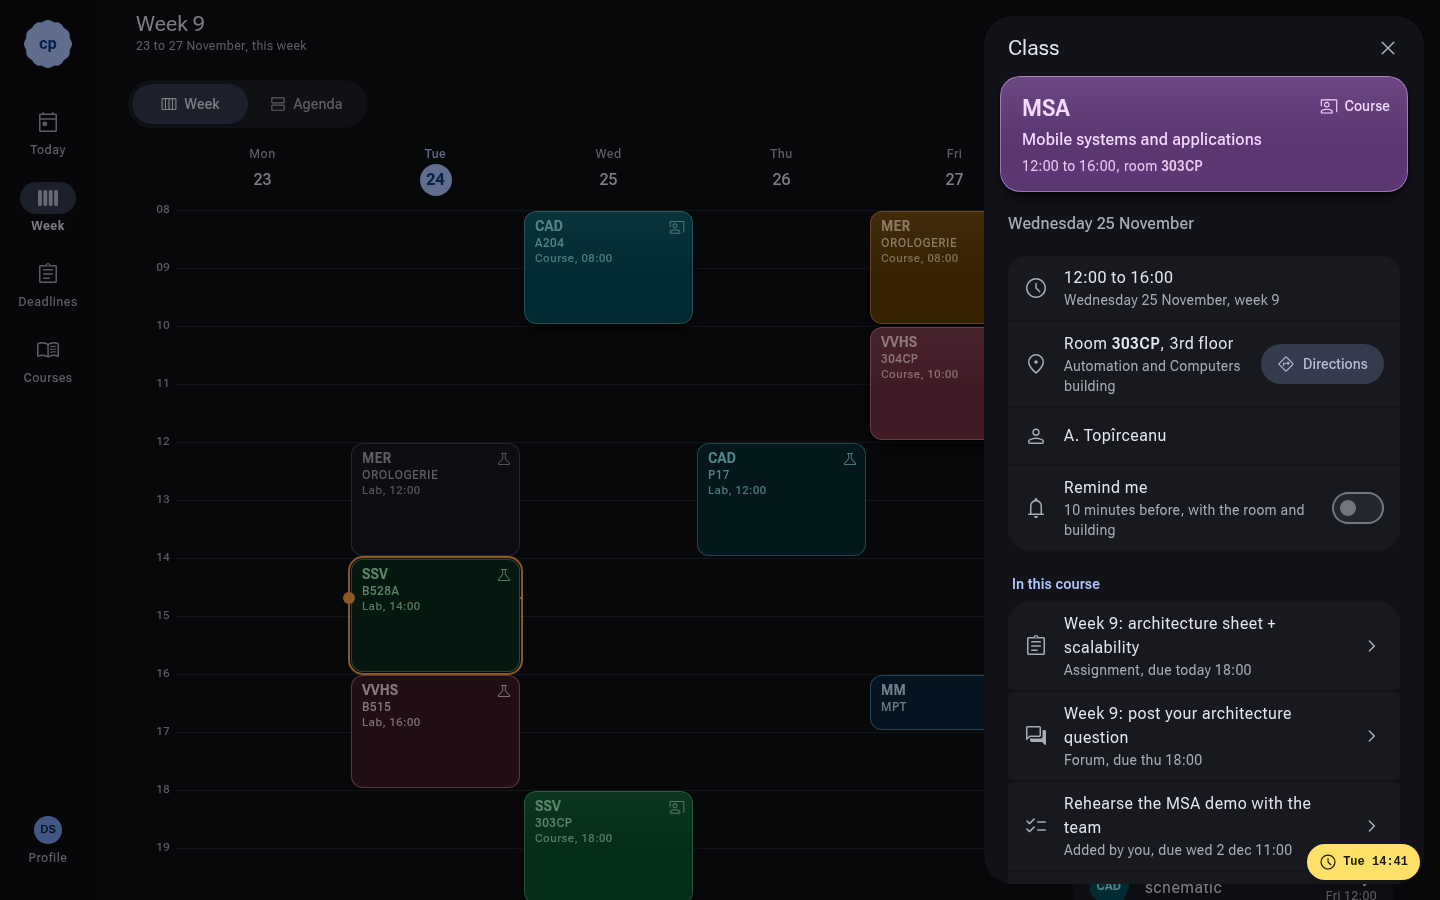 cp
Today
Week
Deadlines
Courses
DS
Profile
Week 9
23 to 27 November, this week
Week
Agenda
Mon
23
Tue
24
Wed
25
Thu
26
Fri
27
08
09
10
11
12
13
14
15
16
17
18
19
MER
OROLOGERIE
Lab, 12:00
SSV
B528A
Lab, 14:00
VVHS
B515
Lab, 16:00
CAD
A204
Course, 08:00
SSV
303CP
Course, 18:00
CAD
P17
Lab, 12:00
MER
OROLOGERIE
Course, 08:00
VVHS
304CP
Course, 10:00
MM
MPT
Class
MSA
Course
Mobile systems and applications
12:00 to 16:00, room 303CP
Wednesday 25 November
12:00 to 16:00
Wednesday 25 November, week 9
Room 303CP, 3rd floor
Automation and Computers
building
Directions
A. Topîrceanu
Remind me
10 minutes before, with the room and
building
In this course
Week 9: architecture sheet +
scalability
Assignment, due today 18:00
Week 9: post your architecture
question
Forum, due thu 18:00
Rehearse the MSA demo with the
team
Added by you, due wed 2 dec 11:00
Tue 14:41
CAD
schematic
Fri 12:00